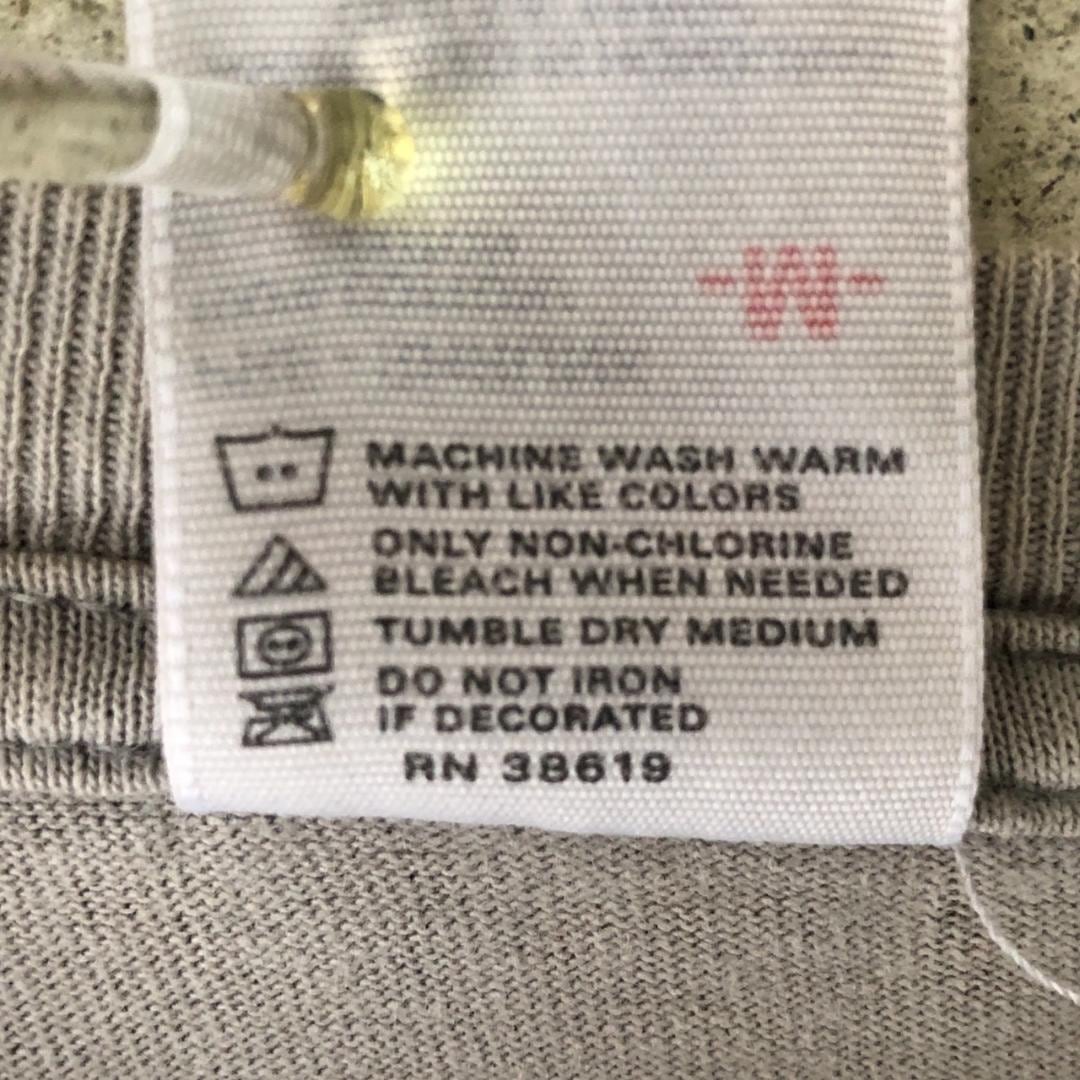 M
MACHINE WASH WARM
WITH LIKE COLORS
ONLY NON-CHLORINE
BLEACH WHEN NEEDED
TUMBLE DRY MEDIUM
DO NOT IRON
IF DECORATED
RN 38619